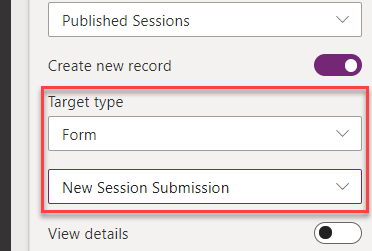 Published Sessions
Create new record
Target type
Form
New Session Submission
View details